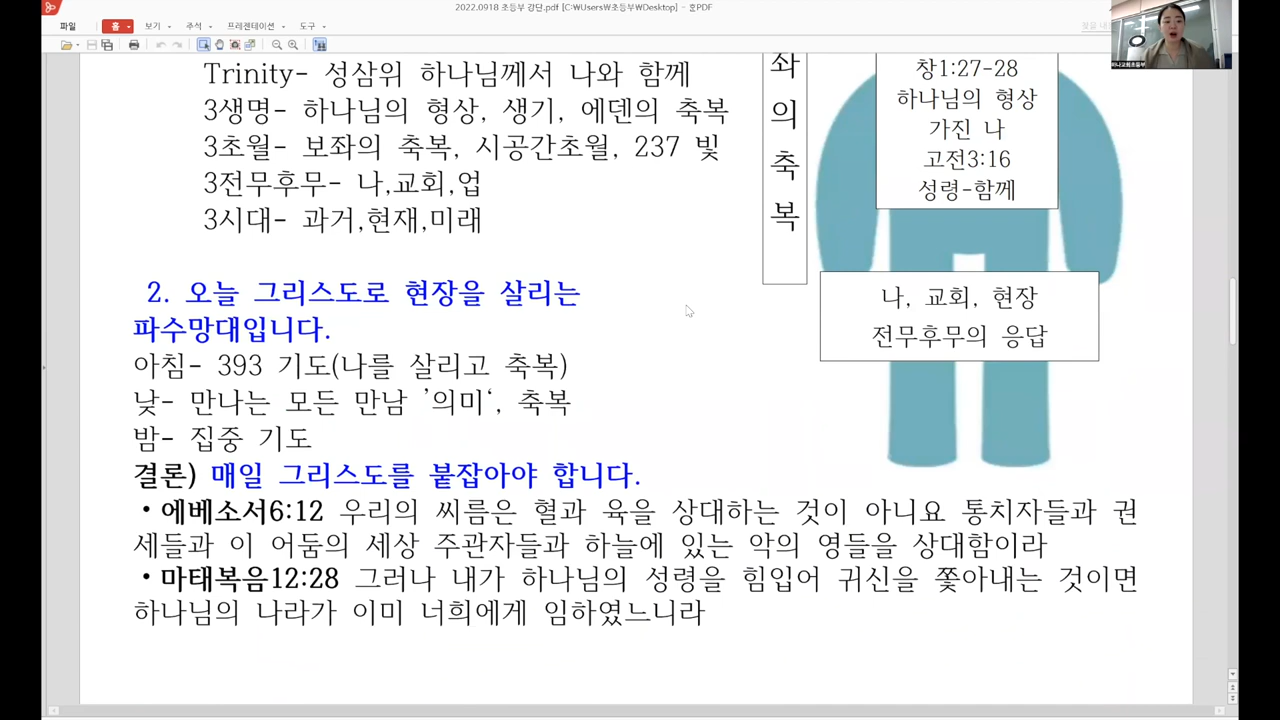 2022.0918 초등부 강단.pdf [C:₩Users₩초등부₩Desktop] - 훈PDF
파일 홈 보기 주석 프레젠테이션 도구
Trinity- 성삼위 하나님께서 나와 함께
3생명- 하나님의 형상, 생기, 에덴의 축복
3초월- 보좌의 축복, 시공간초월, 237 빛
3전무후무- 나,교회,업
3시대- 과거,현재,미래
좌
의
축
복
창1:27-28
하나님의 형상
가진 나
고전3:16
성령-함께
나, 교회, 현장
전무후무의 응답
2. 오늘 그리스도로 현장을 살리는
파수망대입니다.
아침- 393 기도(나를 살리고 축복)
낮- 만나는 모든 만남 ’의미‘, 축복
밤- 집중 기도
결론) 매일 그리스도를 붙잡아야 합니다.
•에베소서6:12 우리의 씨름은 혈과 육을 상대하는 것이 아니요 통치자들과 권
세들과 이 어둠의 세상 주관자들과 하늘에 있는 악의 영들을 상대함이라
•마태복음12:28 그러나 내가 하나님의 성령을 힘입어 귀신을 쫓아내는 것이면
하나님의 나라가 이미 너희에게 임하였느니라